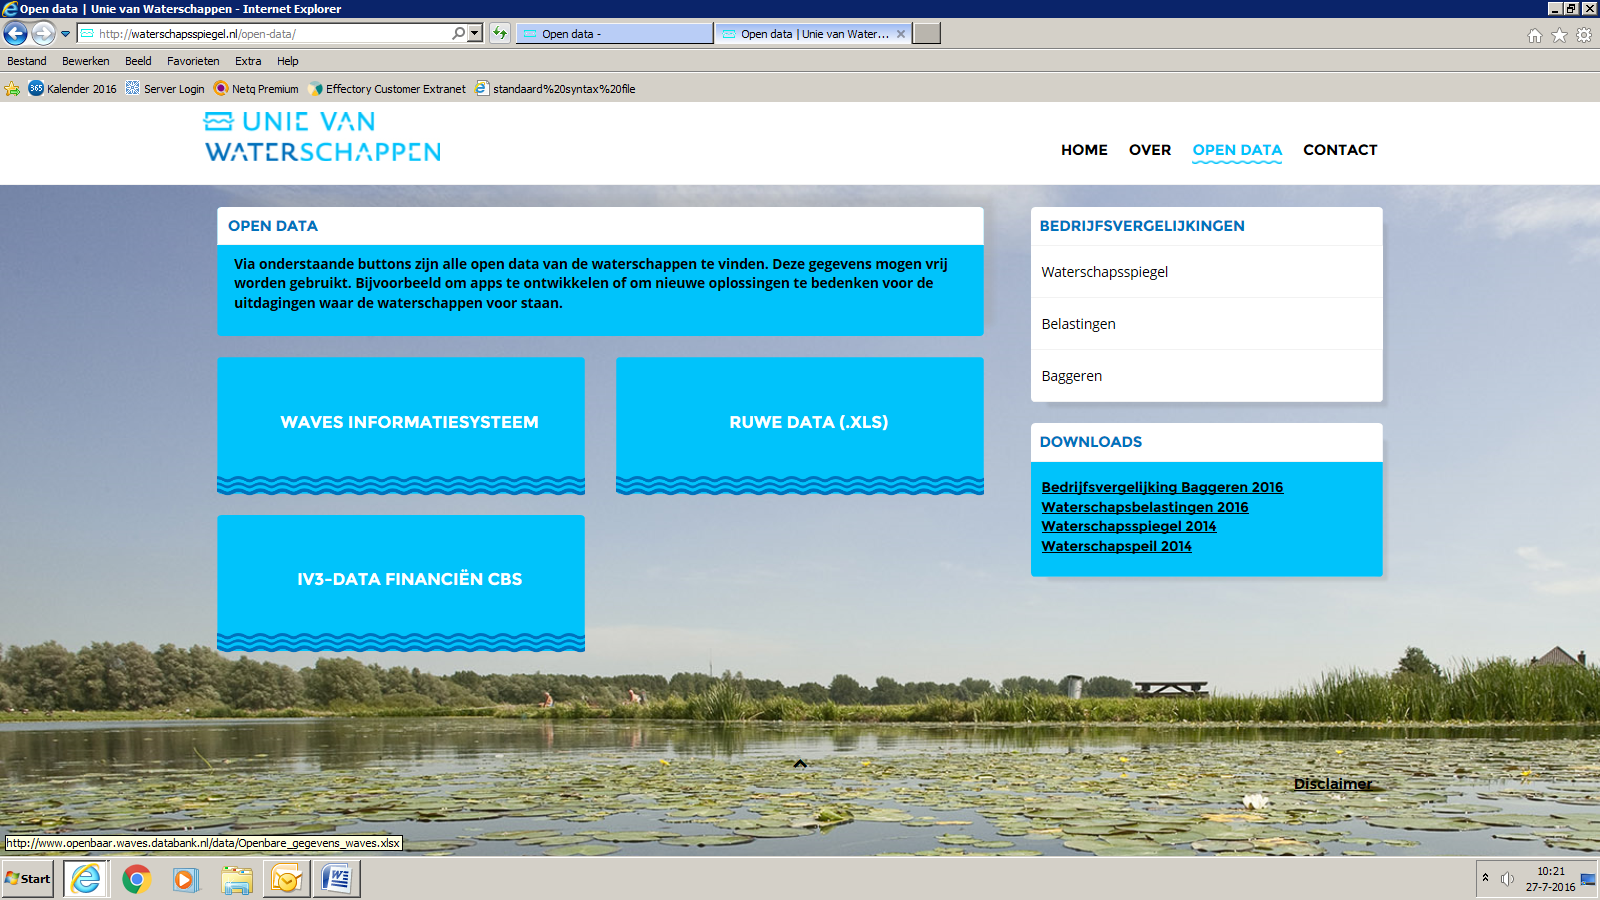 Open data | Unie van Waterschappen - Internet Explorer
http://waterschapsspiegel.nl/open-data/
Open data -
Open data | Unie van Water...
Bestand Bewerken Beeld Favorieten Extra Help
365 Kalender 2016 Server Login Netq Premium Effectory Customer Extranet standaard%20syntax%20file
UNIE VAN
WATERSCHAPPEN
HOME OVER OPEN DATA CONTACT
OPEN DATA
Via onderstaande buttons zijn alle open data van de waterschappen te vinden. Deze gegevens mogen vrij
worden gebruikt. Bijvoorbeeld om apps te ontwikkelen of om nieuwe oplossingen te bedenken voor de
uitdagingen waar de waterschappen voor staan.
WAVES INFORMATIESYSTEEM
RUWE DATA (.XLS)
IV3-DATA FINANCIËN CBS
BEDRIJFSVERGELIJKINGEN
Waterschapsspiegel
Belastingen
Baggeren
DOWNLOADS
Bedrijfsvergelijking Baggeren 2016
Waterschapsbelastingen 2016
Waterschapsspiegel 2014
Waterschapspeil 2014
Disclaimer
http://www.openbaar.waves.databank.nl/data/Openbare_gegevens_waves.xlsx
Start
10:21
27-7-2016